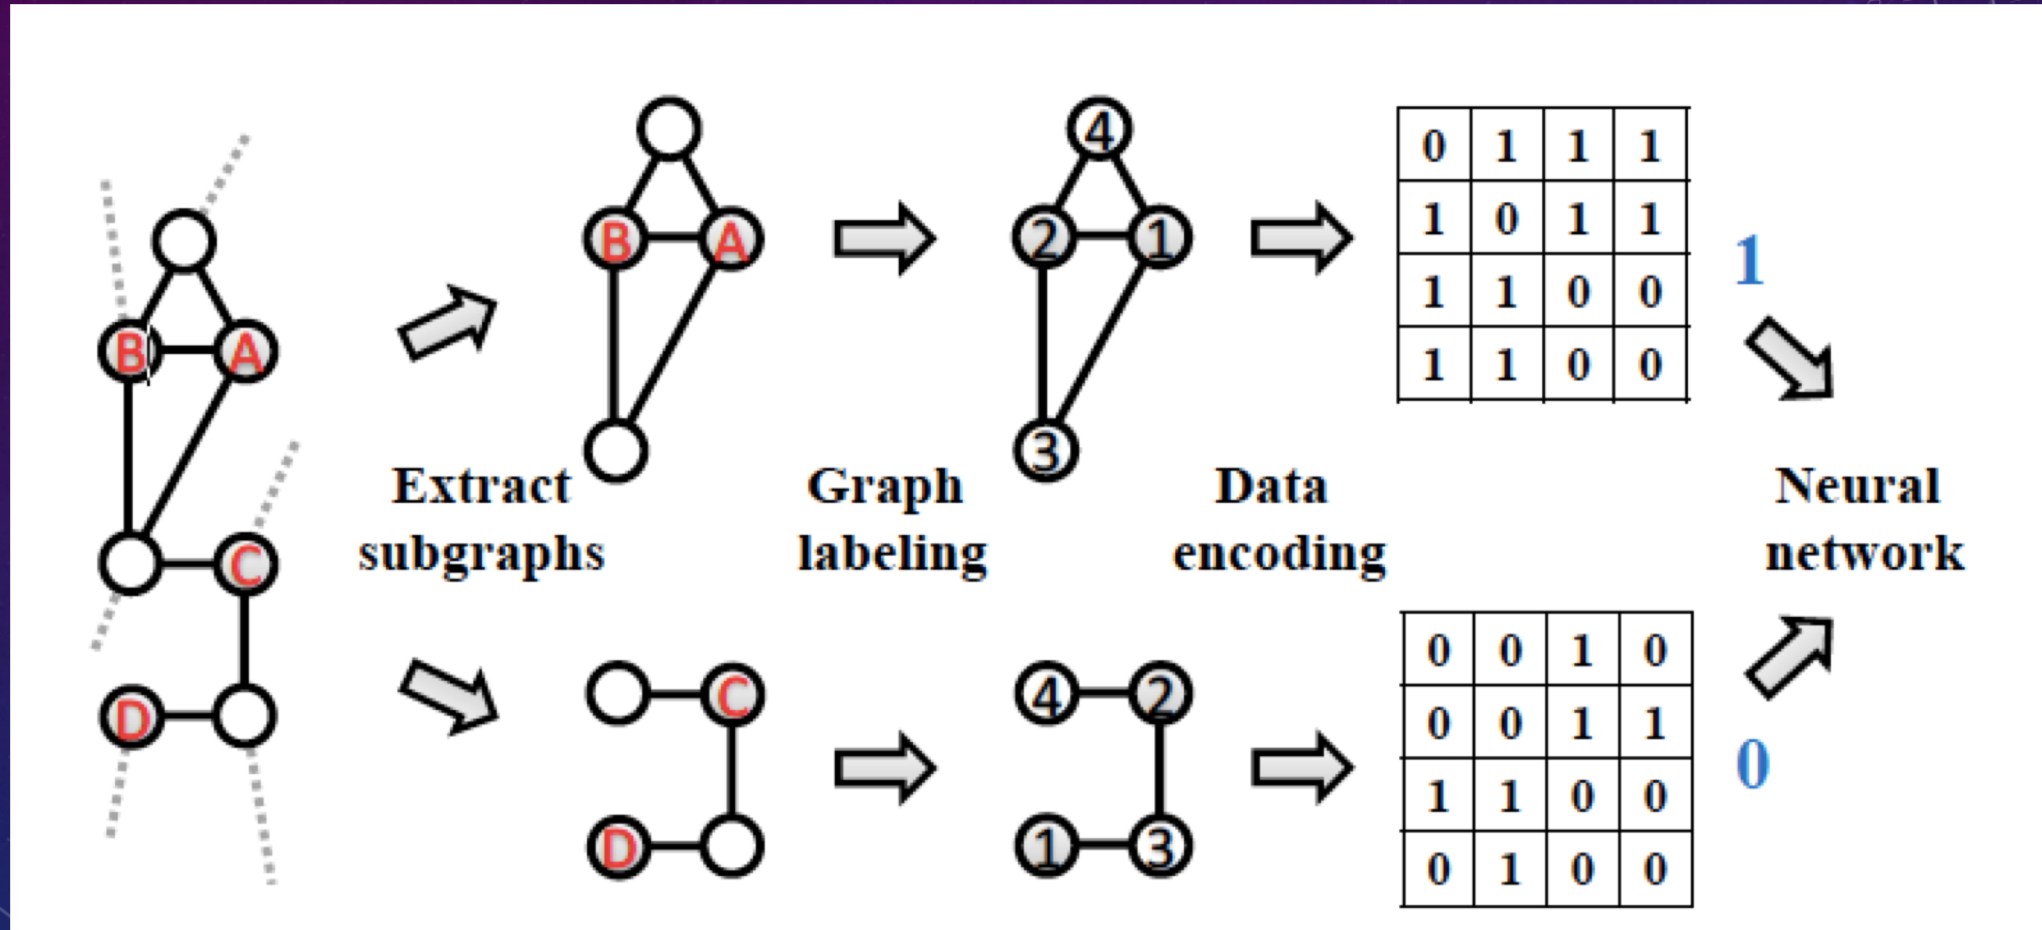 B A
C
D
Extract
subgraphs
B A
C
D
Graph
labeling
4
2 1
3
4 2
1 3
Data
encoding
0 1 1 1
1 0 1 1
1 1 0 0
1 1 0 0
1
0 0 1 0
0 0 1 1
1 1 0 0
0 1 0 0
0
Neural
network